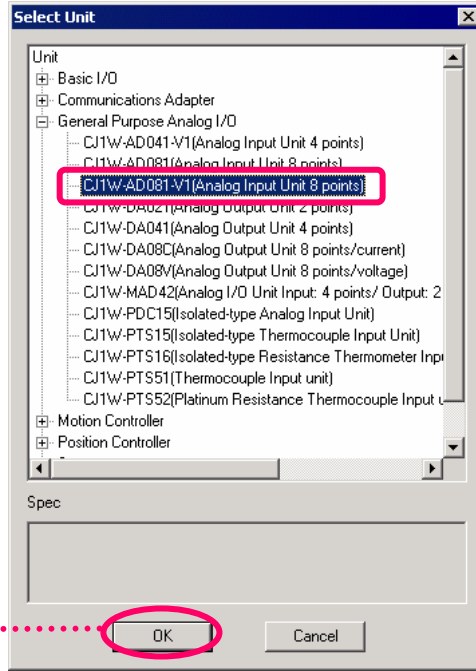 Select Unit
Unit
Basic I/O
Communications Adapter
General Purpose Analog I/O
CJ1W-AD041-V1(Analog Input Unit 4 points)
CJ1W-AD081(Analog Input Unit 8 points)
CJ1W-AD081-V1(Analog Input Unit 8 points)
CJ1W-DA021(Analog Output Unit 2 points)
CJ1W-DA041(Analog Output Unit 4 points)
CJ1W-DA08C(Analog Output Unit 8 points/current)
CJ1W-DA08V(Analog Output Unit 8 points/voltage)
CJ1W-MAD42(Analog I/O Unit Input: 4 points/ Output: 2
CJ1W-PDC15(Isolated-type Analog Input Unit)
CJ1W-PTS15(Isolated-type Thermocouple Input Unit)
CJ1W-PTS16(Isolated-type Resistance Thermometer Inpu
CJ1W-PTS51(Thermocouple Input unit)
CJ1W-PTS52(Platinum Resistance Thermocouple Input u
Motion Controller
Position Controller
Spec
OK Cancel